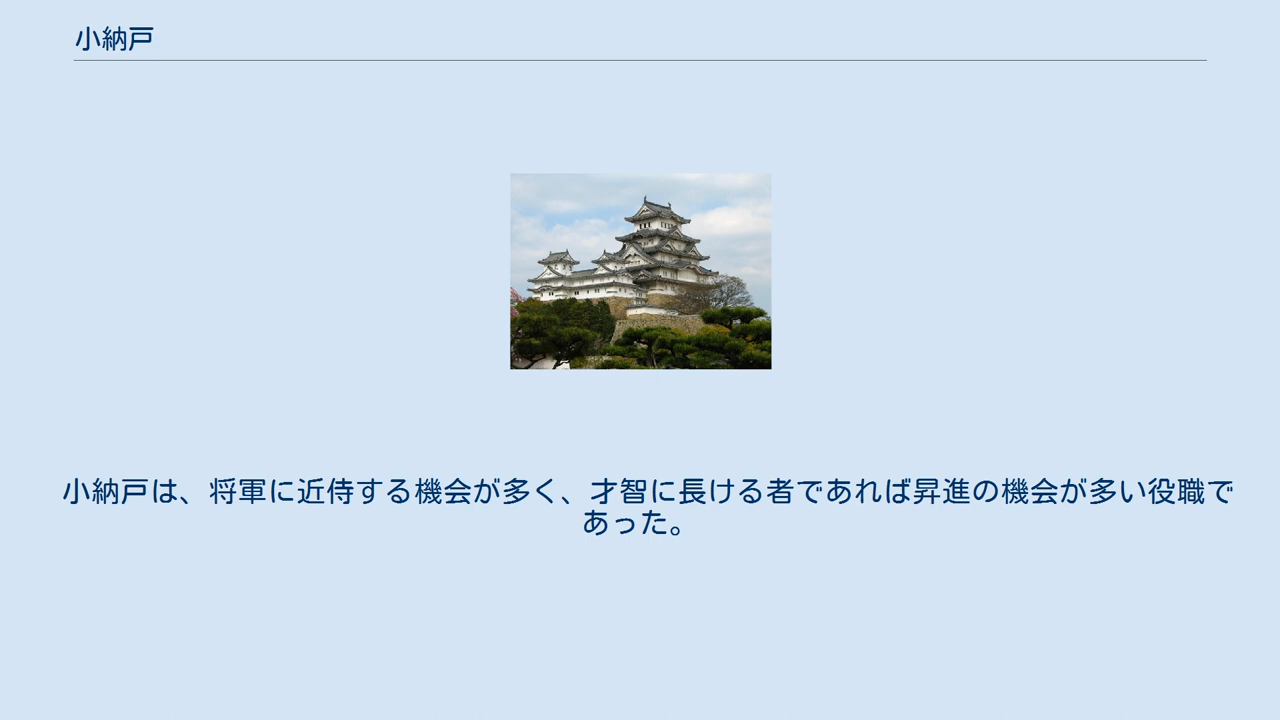 小納戸
小納戸は、将軍に近侍する機会が多く、才智に長ける者であれば昇進の機会が多い役職で
あった。